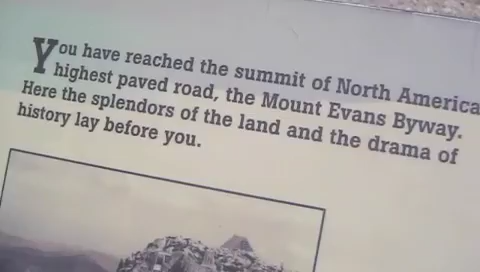 You have reached the summit of North America
highest paved road, the Mount Evans Byway.
Here the splendors of the land and the drama of
history lay before you.